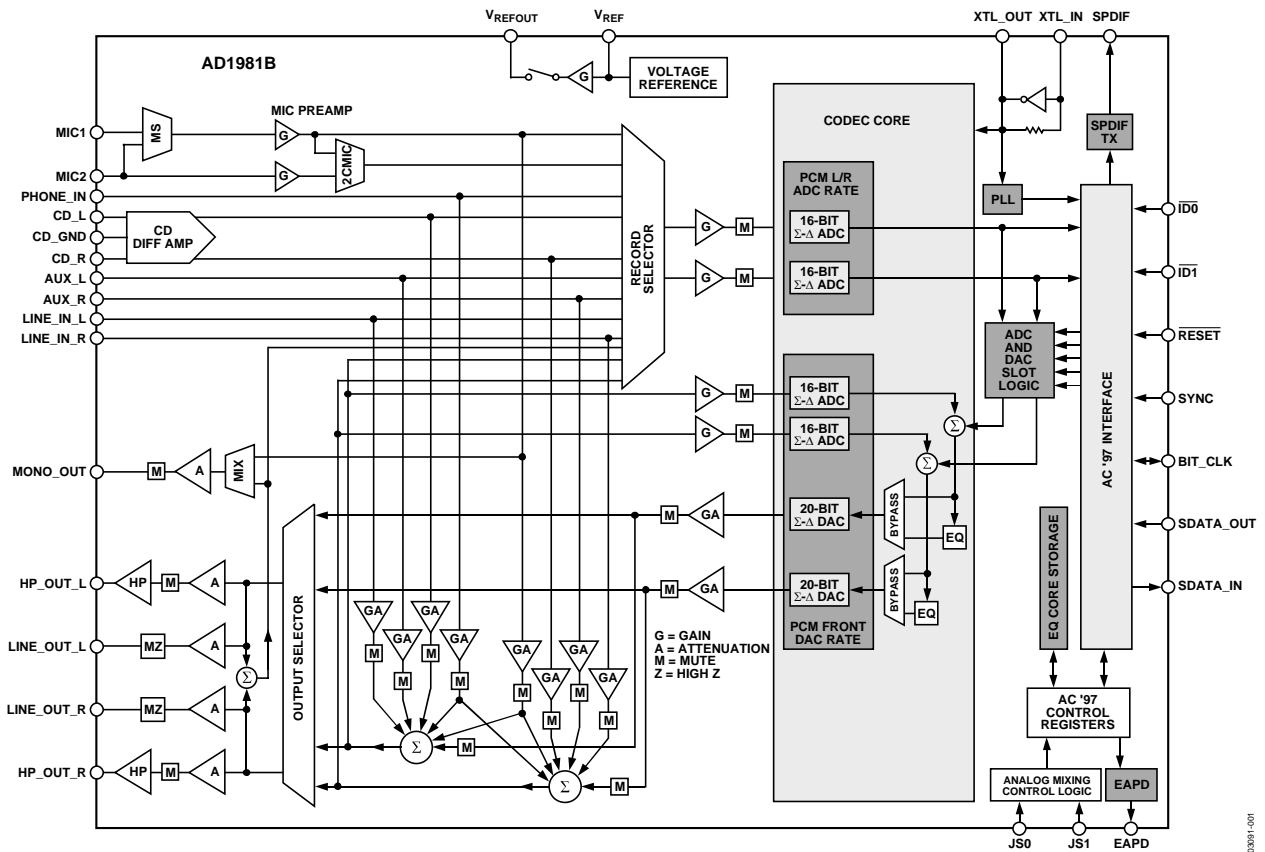 VREFOUT
VREF
XTL_OUT
XTL_IN
SPDIF
AD1981B
G
VOLTAGE
REFERENCE
MIC PREAMP
CODEC CORE
MIC1
MS
G
2CMIC
SPDIF
TX
MIC2
G
PHONE_IN
PCM L/R
ADC RATE
PLL
CD_L
CD
DIFF AMP
ID0
CD_GND
G
M
16-BIT
Σ-Δ ADC
CD_R
RECORD
SELECTOR
AUX_L
G
M
16-BIT
Σ-Δ ADC
ID1
AUX_R
LINE_IN_L
LINE_IN_R
ADC
AND
DAC
SLOT
LOGIC
RESET
AC '97 INTERFACE
G
M
16-BIT
Σ-Δ ADC
SYNC
G
M
16-BIT
Σ-Δ ADC
Σ
Σ
MONO_OUT
M
A
MIX
BIT_CLK
M
GA
20-BIT
Σ-Δ DAC
BYPASS
EQ
SDATA_OUT
HP_OUT_L
HP
M
A
OUTPUT SELECTOR
M
GA
20-BIT
Σ-Δ DAC
BYPASS
EQ
EQ CORE STORAGE
SDATA_IN
PCM FRONT
DAC RATE
GA
GA
GA
GA
GA
GA
GA
GA
G = GAIN
A = ATTENUATION
M = MUTE
Z = HIGH Z
LINE_OUT_L
MZ
A
M
M
M
M
M
M
M
M
Σ
LINE_OUT_R
MZ
A
AC '97
CONTROL
REGISTERS
Σ
M
HP_OUT_R
HP
M
A
Σ
M
ANALOG MIXING
CONTROL LOGIC
EAPD
JS0
JS1
EAPD
03091-001